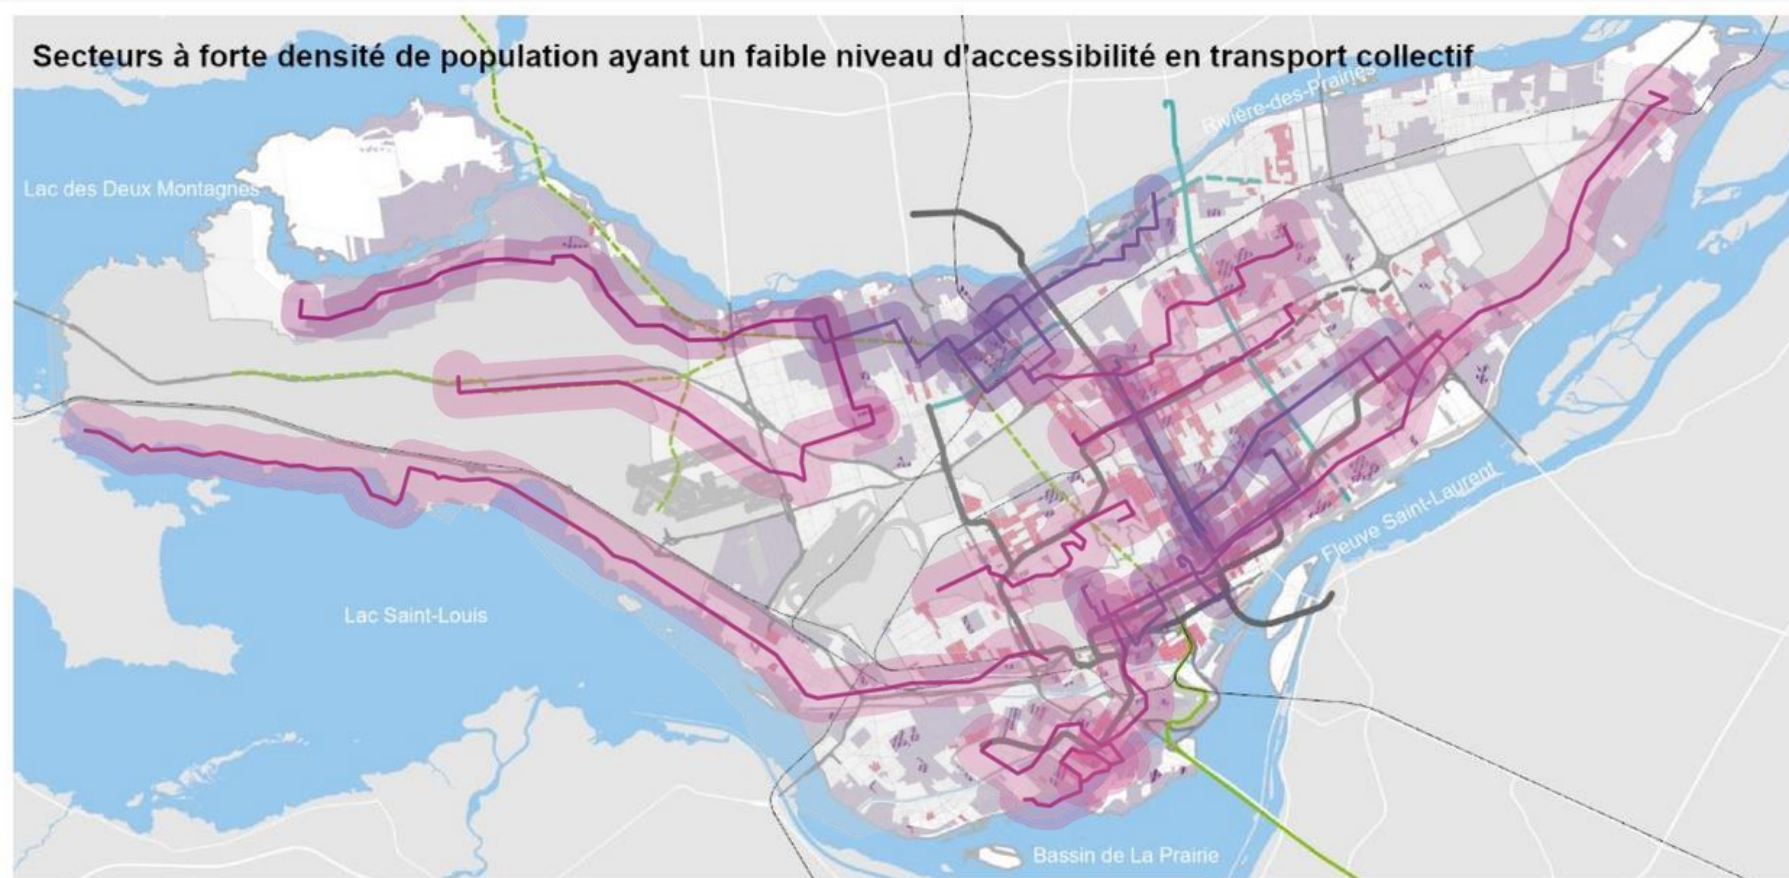 Secteurs à forte densité de population ayant un faible niveau d'accessibilité en transport collectif
Rivière-des-Prairies
Lac des Deux Montagnes
Fleuve Saint-Laurent
Lac Saint-Louis
Bassin de La Prairie